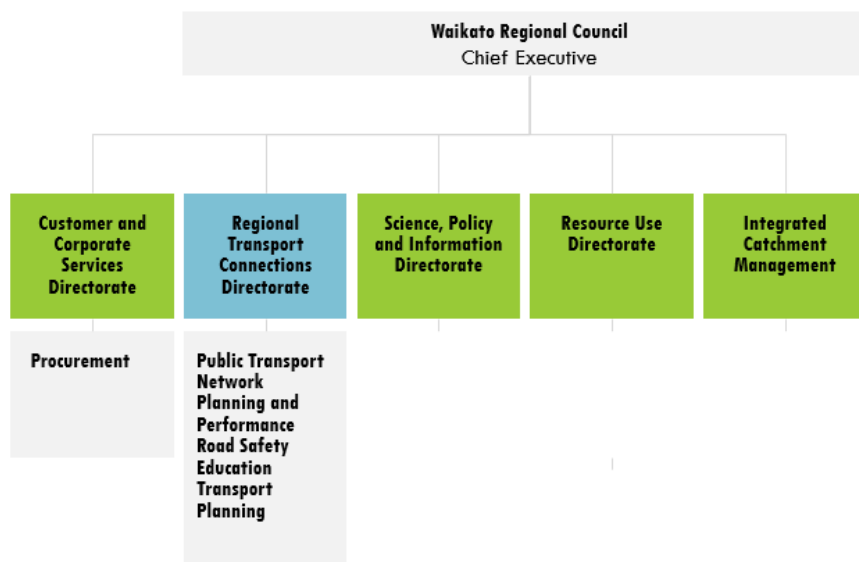 Waikato Regional Council
Chief Executive
Customer and
Corporate
Services
Directorate
Regional
Transport
Connections
Directorate
Science, Policy
and Information
Directorate
Resource Use
Directorate
Integrated
Catchment
Management
Procurement
Public Transport
Network
Planning and
Performance
Road Safety
Education
Transport
Planning